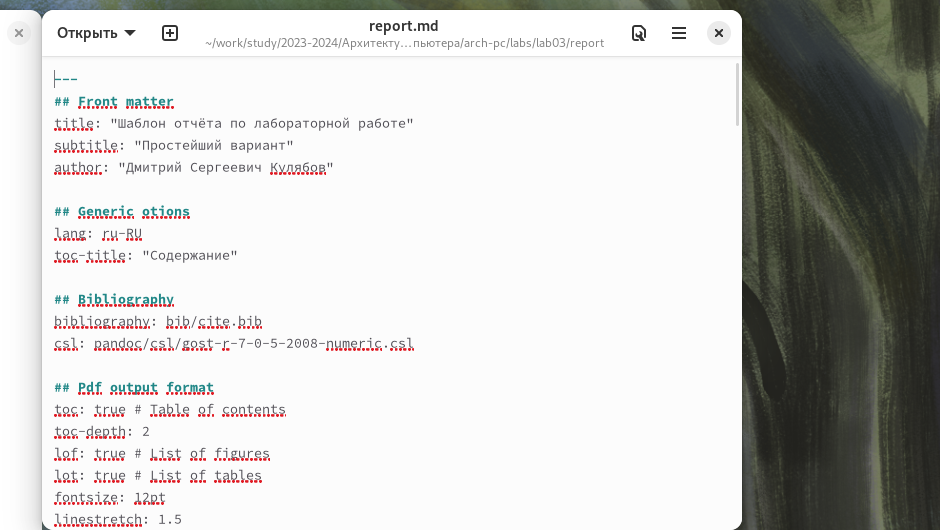 Открыть
report.md
~/work/study/2023-2024/Архитекту…пьютера/arch-pc/labs/lab03/report
---
## Front matter
title: "Шаблон отчёта по лабораторной работе"
subtitle: "Простейший вариант"
author: "Дмитрий Сергеевич Кулябов"
## Generic otions
lang: ru-RU
toc-title: "Содержание"
## Bibliography
bibliography: bib/cite.bib
csl: pandoc/csl/gost-r-7-0-5-2008-numeric.csl
## Pdf output format
toc: true # Table of contents
toc-depth: 2
lof: true # List of figures
lot: true # List of tables
fontsize: 12pt
linestretch: 1.5